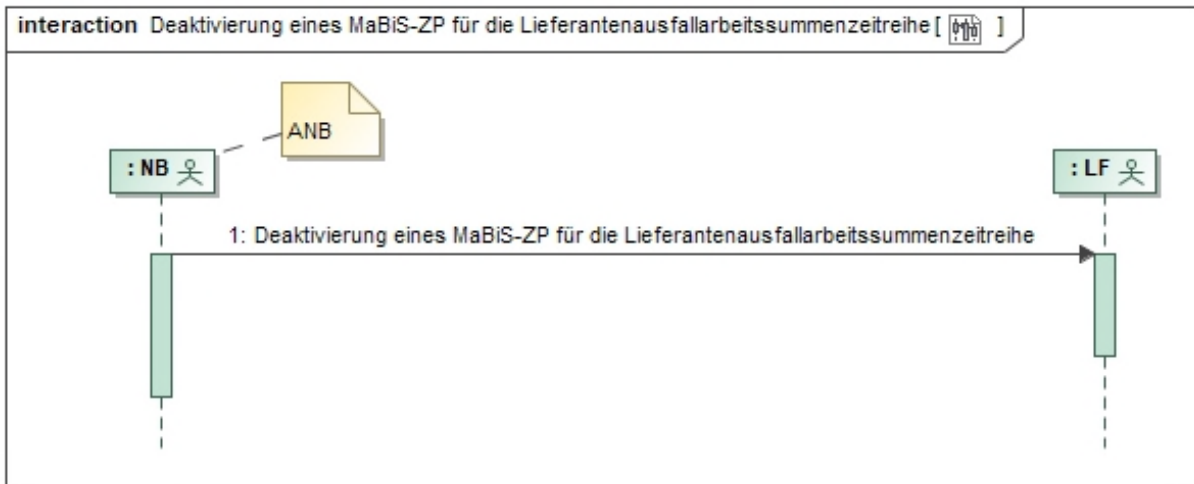 interaction Deaktivierung eines MaBiS-ZP für die Lieferantenausfallarbeitssummenzeitreihe [ ]
ANB
: NB
: LF
1: Deaktivierung eines MaBiS-ZP für die Lieferantenausfallarbeitssummenzeitreihe